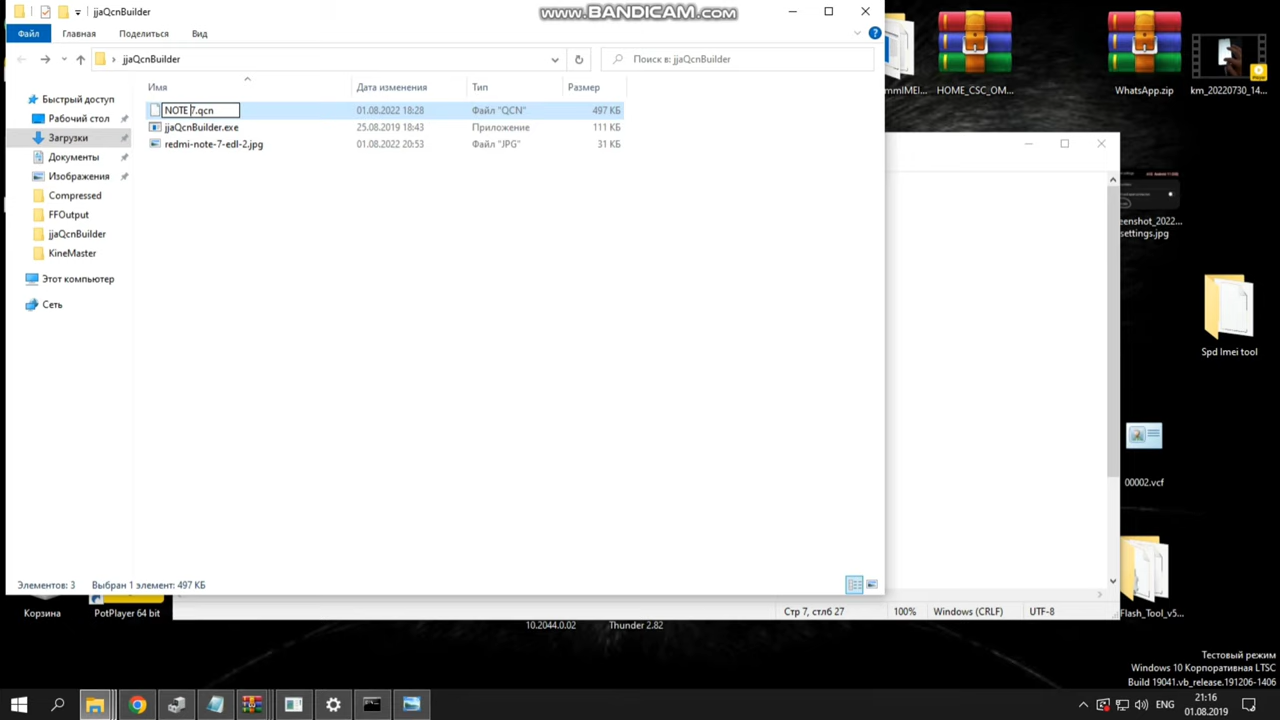 jjaQcnBuilder
www.BANDICAM.com
Файл Главная Поделиться Вид
jjaQcnBuilder
Поиск в: jjaQcnBuilder
Имя Дата изменения Тип Размер
NOTE 7.qcn 01.08.2022 18:28 Файл "QCN" 497 КБ
jjaQcnBuilder.exe 25.08.2019 18:43 Приложение 111 КБ
redmi-note-7-edl-2.jpg 01.08.2022 20:53 Файл "JPG" 31 КБ
Быстрый доступ
Рабочий стол
Загрузки
Документы
Изображения
Compressed
FFOutput
jjaQcnBuilder
KineMaster
Этот компьютер
Сеть
Элементов: 3 Выбран 1 элемент: 497 КБ
HOME_CSC_OM...
WhatsApp.zip
km_20220730_14...
settings.jpg
Spd Imei tool
00002.vcf
Корзина
PotPlayer 64 bit
Стр 7, стлб 27 100% Windows (CRLF) UTF-8
10.2044.0.02
Thunder 2.82
Тестовый режим
Windows 10 Корпоративная LTSC
Build 19041.vb_release.191206-1406
ENG
21:16
01.08.2019